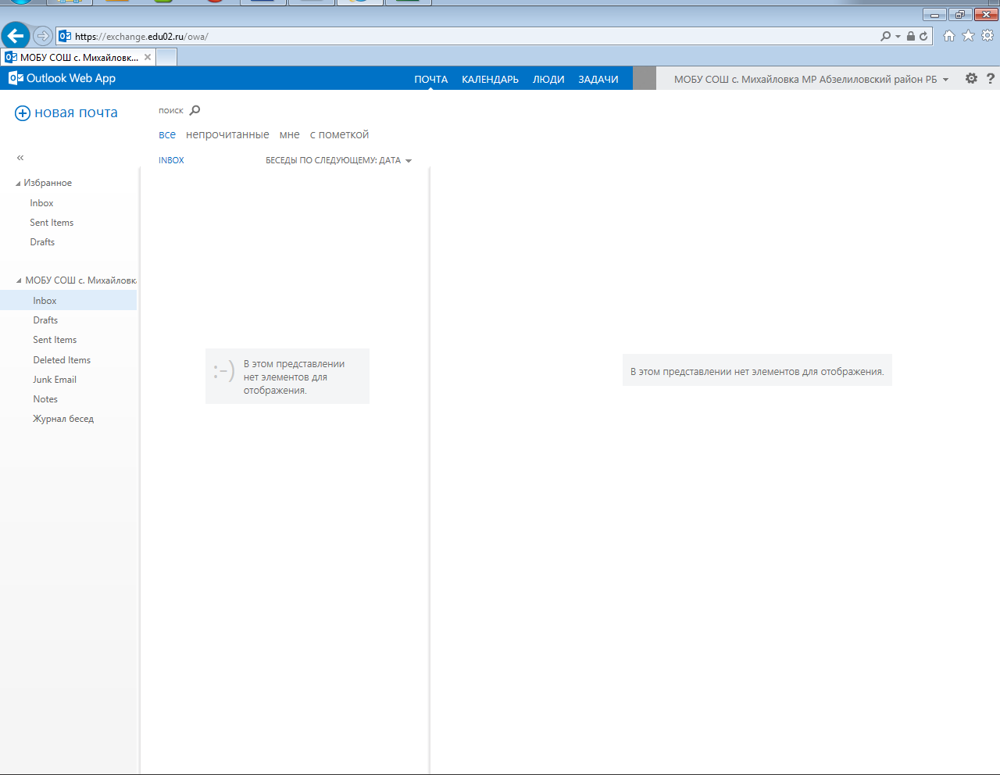 https://exchange.edu02.ru/owa/
МОБУ СОШ с. Михайловк...
Outlook Web App
ПОЧТА КАЛЕНДАРЬ ЛЮДИ ЗАДАЧИ
МОБУ СОШ с. Михайловка МР Абзелиловский район РБ
новая почта
поиск
все непрочитанные мне с пометкой
INBOX БЕСЕДЫ ПО СЛЕДУЮЩЕМУ: ДАТА
Избранное
Inbox
Sent Items
Drafts
МОБУ СОШ с. Михайловка
Inbox
Drafts
Sent Items
Deleted Items
Junk Email
Notes
Журнал бесед
:-)
В этом представлении
нет элементов для
отображения.
В этом представлении нет элементов для отображения.